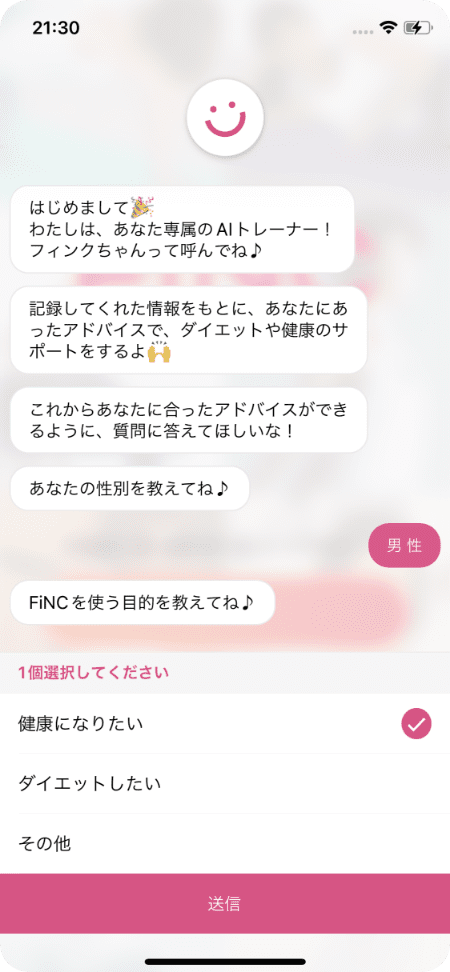 21:30
はじめまして🎉
わたしは、あなた専属のAIトレーナー！
フィンクちゃんって呼んでね♪
記録してくれた情報をもとに、あなたにあ
ったアドバイスで、ダイエットや健康のサ
ポートをするよ🙌
これからあなたに合ったアドバイスができ
るように、質問に答えてほしいな！
あなたの性別を教えてね♪
男性
FiNCを使う目的を教えてね♪
1個選択してください
健康になりたい
ダイエットしたい
その他
送信